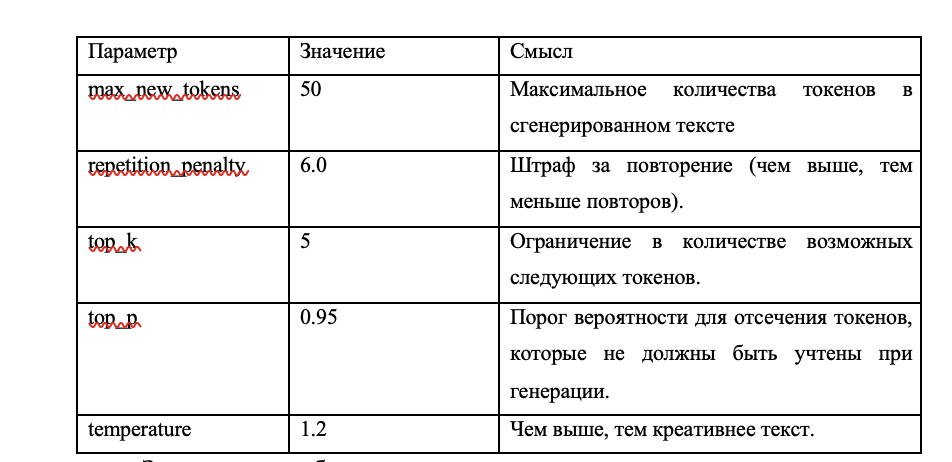 Параметр Значение Смысл
max_new_tokens 50 Максимальное количества токенов в
сгенерированном тексте
repetition_penalty 6.0 Штраф за повторение (чем выше, тем
меньше повторов).
top_k 5 Ограничение в количестве возможных
следующих токенов.
top_p 0.95 Порог вероятности для отсечения токенов,
которые не должны быть учтены при
генерации.
temperature 1.2 Чем выше, тем креативнее текст.